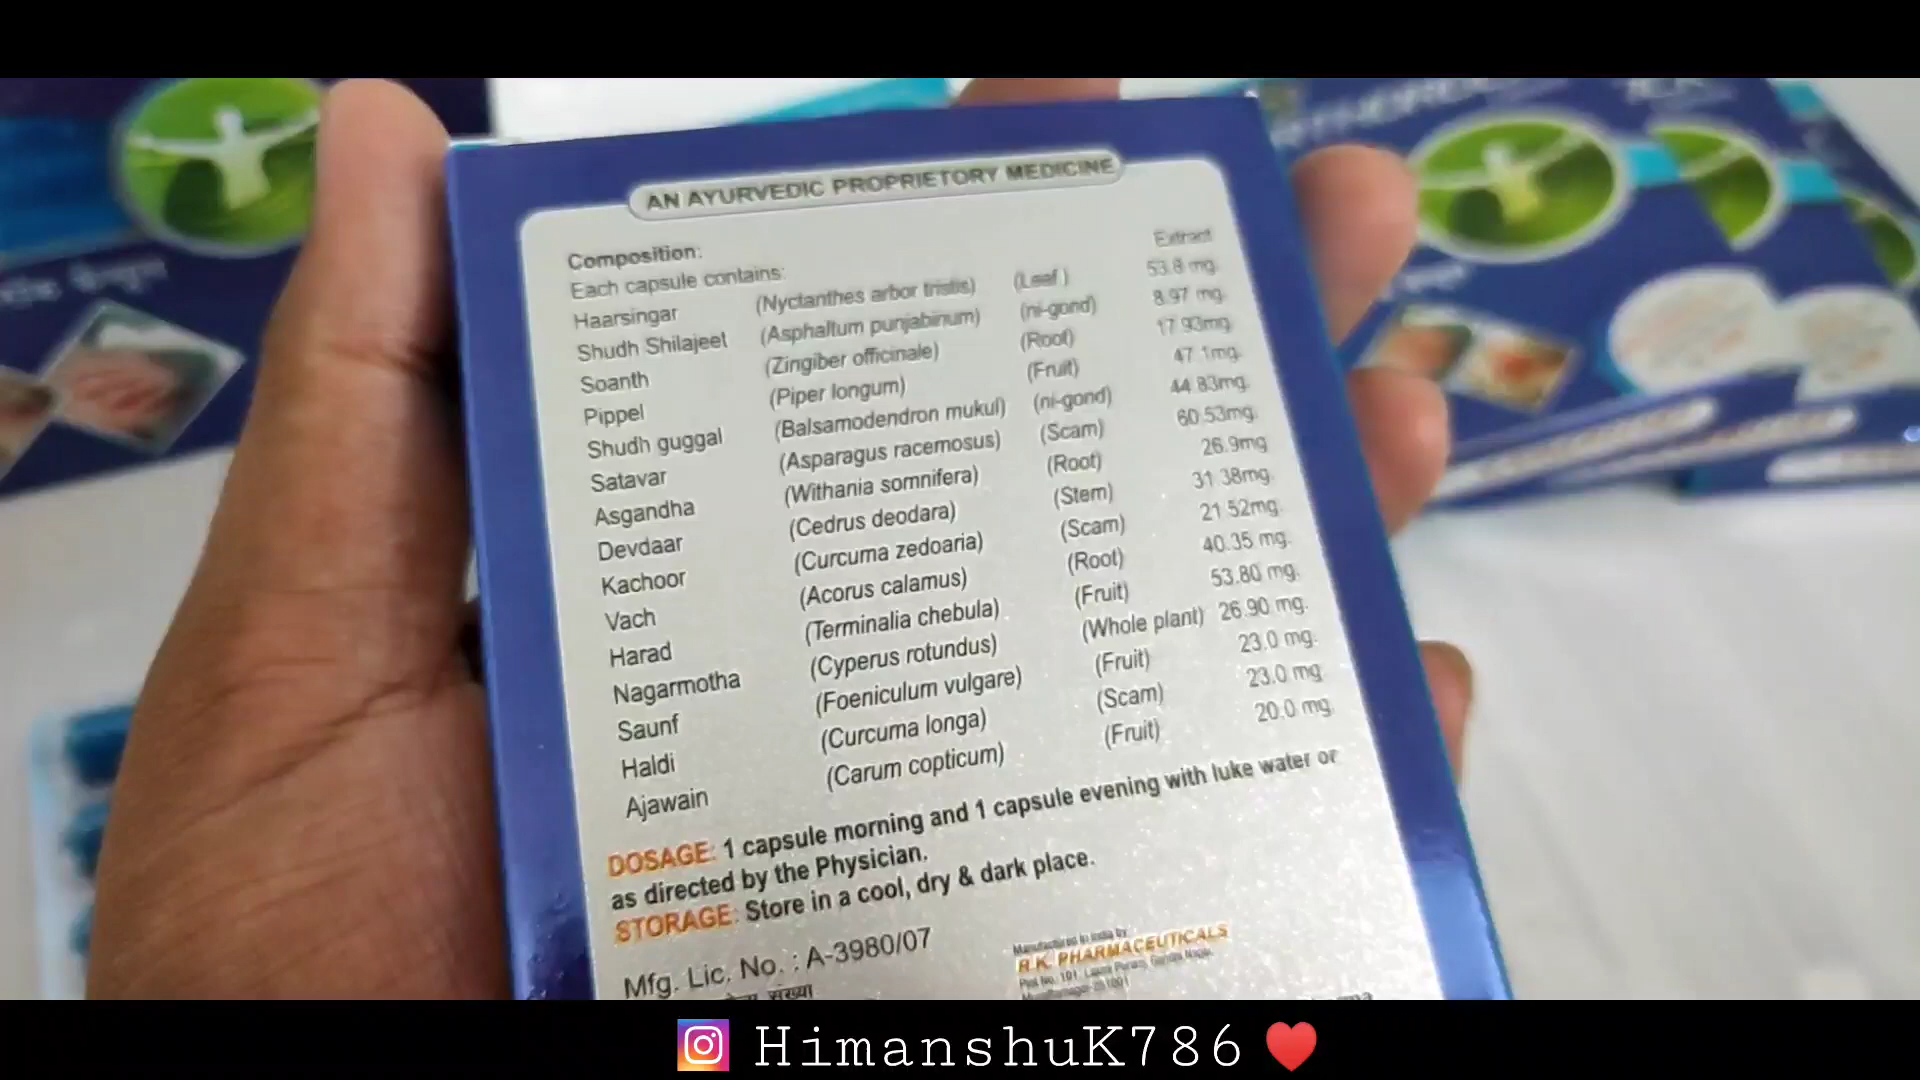 AN AYURVEDIC PROPRIETORY MEDICINE
Composition:
Each capsule contains: Extract
Haarsingar (Nyctanthes arbor tristis) (Leaf ) 53.8 mg.
Shudh Shilajeet (Asphaltum punjabinum) (ni-gond) 8.97 mg.
Soanth (Zingiber officinale) (Root) 17.93mg.
Pippel (Piper longum) (Fruit) 47.1mg.
Shudh guggal (Balsamodendron mukul) (ni-gond) 44.83mg.
Satavar (Asparagus racemosus) (Scam) 60.53mg.
Asgandha (Withania somnifera) (Root) 26.9mg
Devdaar (Cedrus deodara) (Stem) 31.38mg.
Kachoor (Curcuma zedoaria) (Scam) 21.52mg.
Vach (Acorus calamus) (Root) 40.35 mg.
Harad (Terminalia chebula) (Fruit) 53.80 mg.
Nagarmotha (Cyperus rotundus) (Whole plant) 26.90 mg.
Saunf (Foeniculum vulgare) (Fruit) 23.0 mg.
Haldi (Curcuma longa) (Scam) 23.0 mg
Ajawain (Carum copticum) (Fruit) 20.0 mg.
DOSAGE: 1 capsule morning and 1 capsule evening with luke water or
as directed by the Physician.
STORAGE: Store in a cool, dry & dark place.
Mfg. Lic. No. : A-3980/07
संख्या
Manufactured in India by:
R.K. PHARMACEUTICALS
HimanshuK786